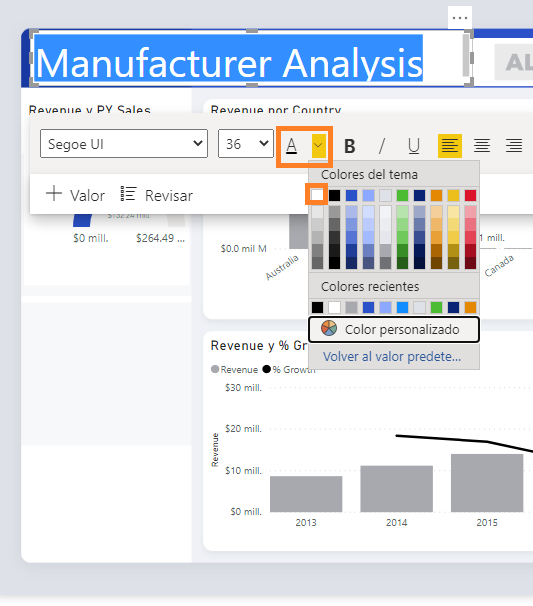 ...
Manufacturer Analysis
AL
Revenue y PY Sales
Revenue por Country
Segoe UI
36
A
B
/
U
Valor
Revisar
Colores del tema
$132.24 mill.
$0 mill.
$264.49 ...
$0.0 mil M
1 mill.
Australia
Canada
Colores recientes
Color personalizado
Volver al valor predete...
Revenue y % Gro
Revenue
% Growth
$30 mill.
$20 mill.
$10 mill.
$0 mill.
Revenue
2013
2014
2015